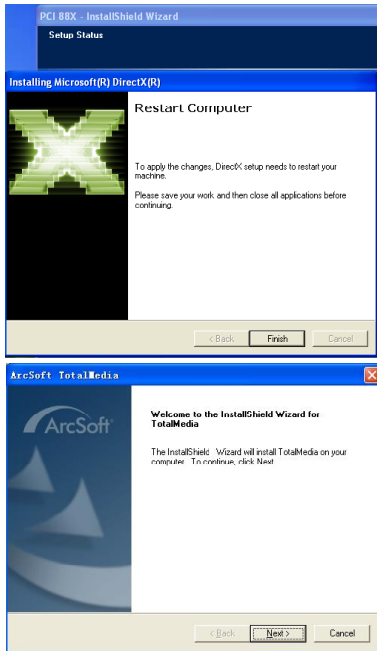 PCI 88X - InstallShield Wizard
Setup Status
Installing Microsoft(R) DirectX(R)
Restart Computer
To apply the changes, DirectX setup needs to restart your
machine.
Please save your work and then close all applications before
continuing.
< Back
Finish
Cancel
ArcSoft TotalMedia
ArcSoft
Welcome to the InstallShield Wizard for
TotalMedia
The InstallShield Wizard will install TotalMedia on your
computer. To continue, click Next.
< Back
Next >
Cancel